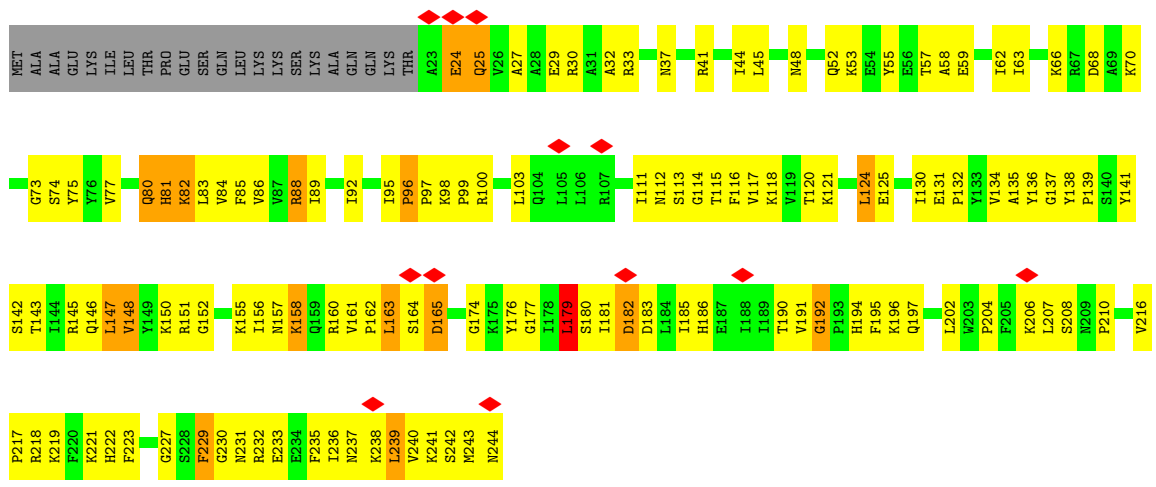 MET ALA ALA GLU LYS ILE LEU THR PRO GLU SER GLN LEU LYS LYS SER LYS ALA GLN GLN LYS THR A23 E24 Q25 V26 A27 A28 E29 R30 A31 A32 R33 N37 R41 I44 L45 N48 Q52 K53 E54 Y55 E56 T57 A58 E59 I62 I63 K66 R67 D68 A69 K70
G73 S74 Y75 Y76 V77 Q80 H81 K82 L83 V84 F85 V86 V87 R88 I89 I92 I95 P96 P97 K98 P99 R100 L103 Q104 L105 L106 R107 I111 N112 S113 G114 T115 F116 V117 K118 V119 T120 K121 L124 E125 I130 E131 P132 Y133 V134 A135 Y136 G137 Y138 P139 S140 Y141
S142 T143 I144 R145 Q146 L147 V148 Y149 K150 R151 G152 K155 I156 N157 K158 Q159 R160 V161 P162 L163 S164 D165 G174 K175 Y176 G177 I178 L179 S180 I181 D182 D183 L184 I185 H186 E187 I188 I189 T190 V191 G192 P193 H194 F195 K196 Q197 L202 W203 P204 F205 K206 L207 S208 N209 P210 V216
P217 R218 K219 F220 K221 H222 F223 G227 S228 F229 G230 N231 R232 E233 E234 F235 I236 N237 K238 L239 V240 K241 S242 M243 N244